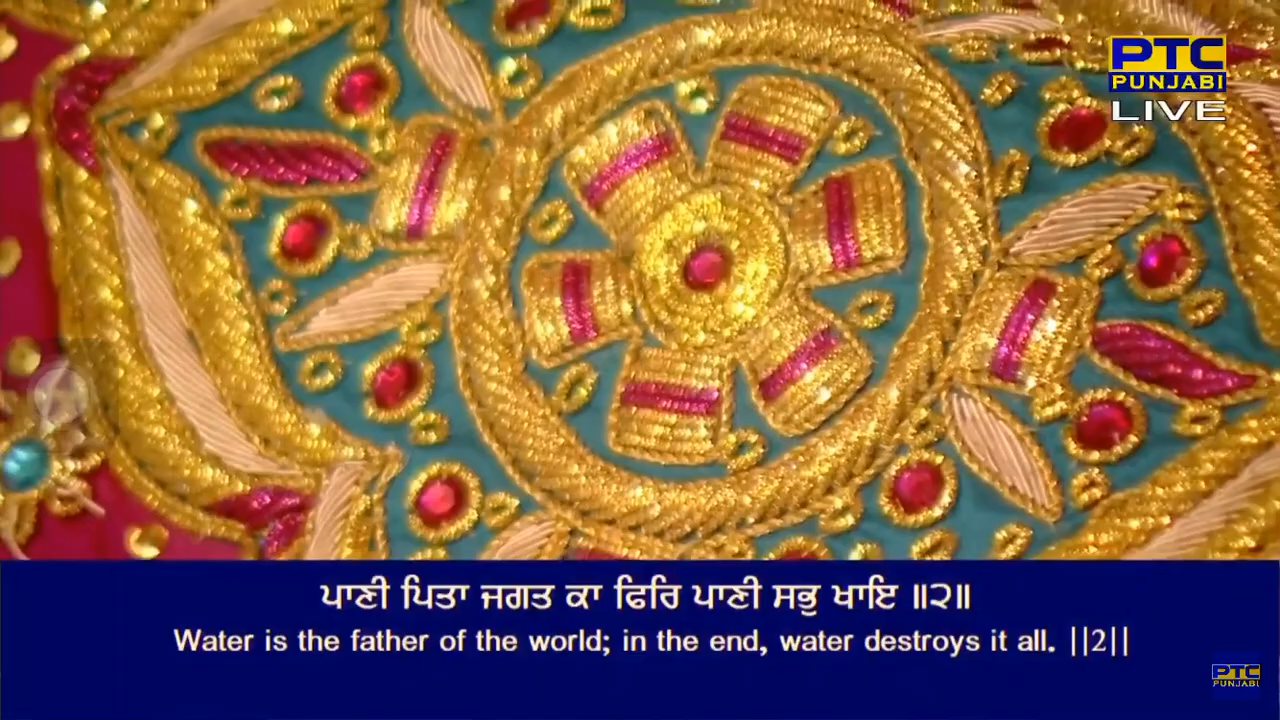 PTC
PUNJABI
LIVE
ਪਾਣੀ ਪਿਤਾ ਜਗਤ ਕਾ ਫਿਰਿ ਪਾਣੀ ਸਭੁ ਖਾਇ ॥੨॥
Water is the father of the world; in the end, water destroys it all. ||2||
PTC
PUNJABI